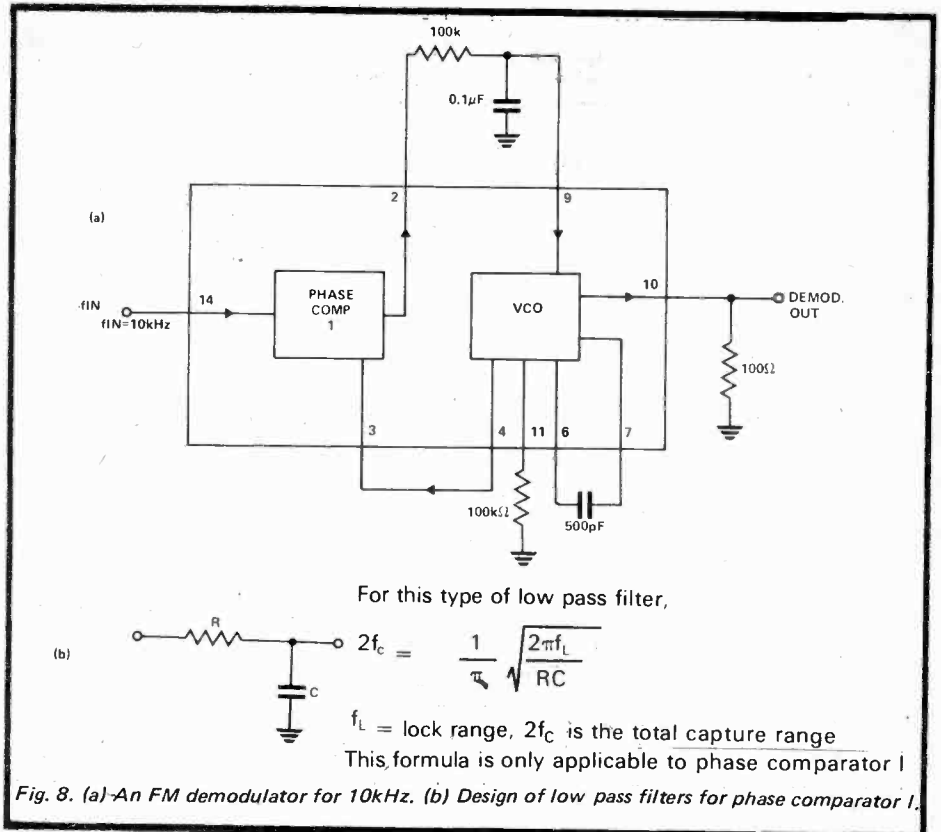 100k
0.1µF
2
9
(a)
fIN
fIN=10kHz
14
PHASE
COMP
1
VCO
10
DEMOD.
OUT
100Ω
3
4
11
6
7
100kΩ
500pF
For this type of low pass filter,
(b)
R
C
2fc = 1/π √(2πfL/RC)
fL = lock range, 2fC is the total capture range
This formula is only applicable to phase comparator I
Fig. 8. (a) An FM demodulator for 10kHz. (b) Design of low pass filters for phase comparator I.